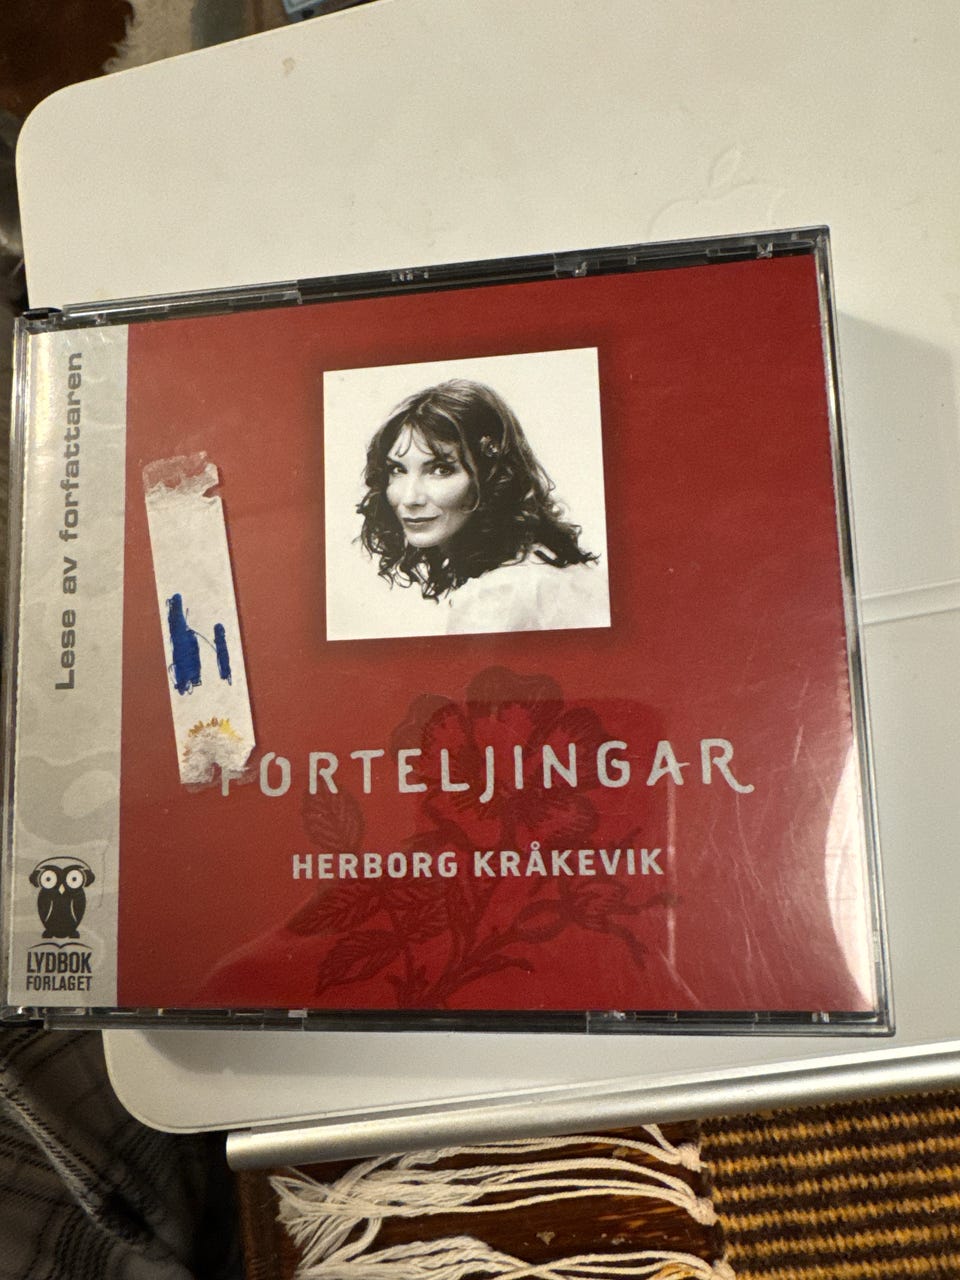 Lese av forfattaren
FORTELJINGAR
HERBORG KRÅKEVIK
LYDBOK
FORLAGET